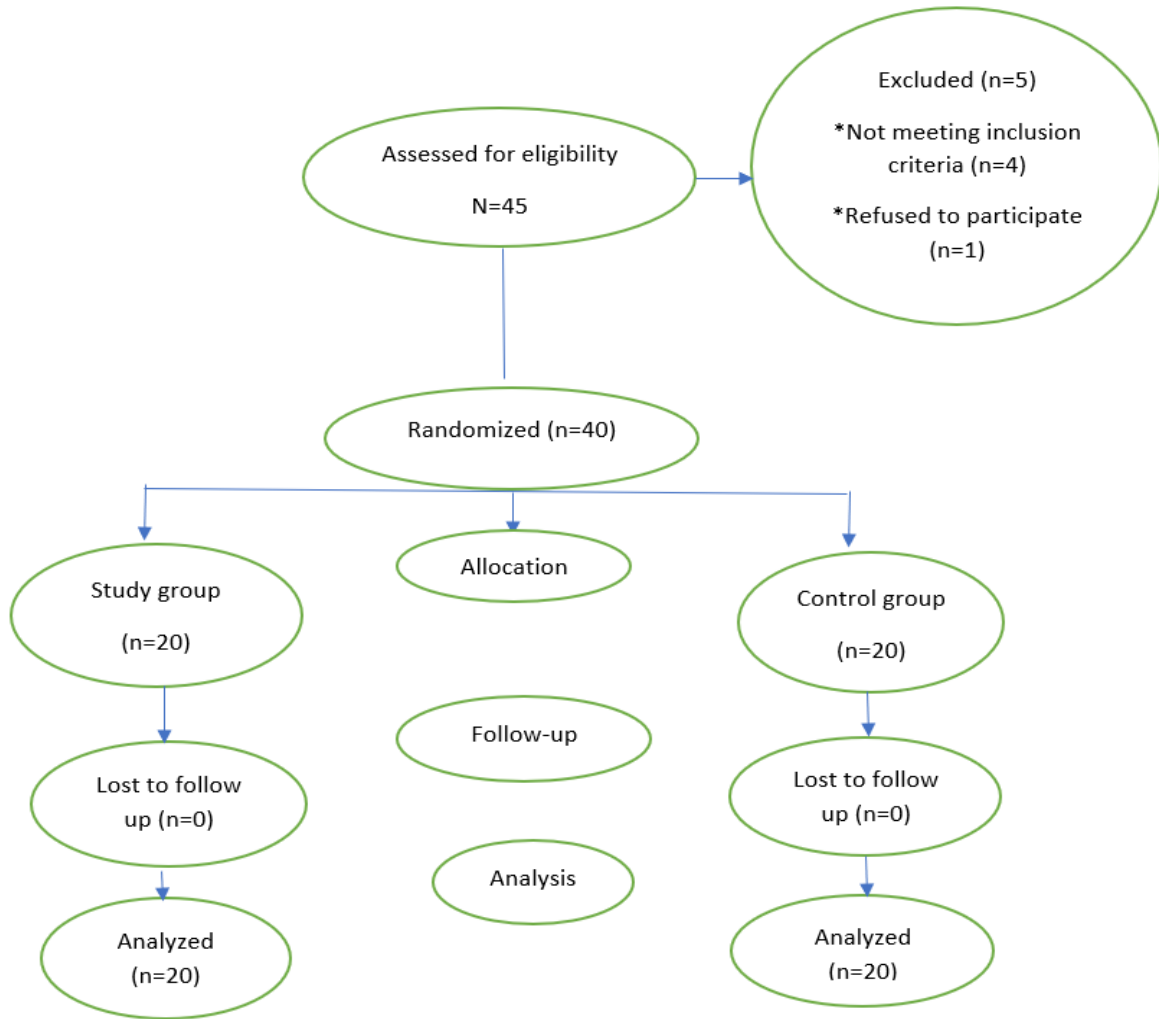 Excluded (n=5)
*Not meeting inclusion
criteria (n=4)
*Refused to participate
(n=1)
Assessed for eligibility
N=45
Randomized (n=40)
Study group
(n=20)
Allocation
Control group
(n=20)
Lost to follow
up (n=0)
Follow-up
Lost to follow
up (n=0)
Analysis
Analyzed
(n=20)
Analyzed
(n=20)